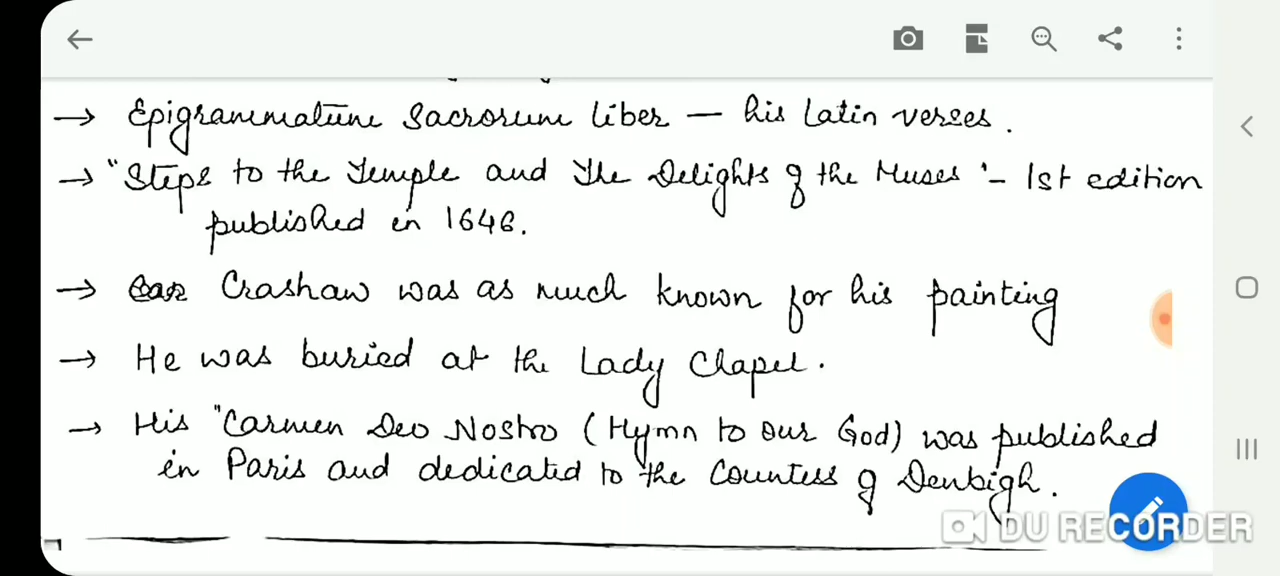 → Epigrammatum Sacrorum Liber — his Latin verses.
→ "Steps to the Temple and The Delights of the Muses' - 1st edition
published in 1646.
→ Crashaw was as much known for his painting
→ He was buried at the Lady Chapel.
→ His "Carmen Deo Nostro (Hymn to Our God) was published
in Paris and dedicated to the Countess of Denbigh.
DU RECORDER